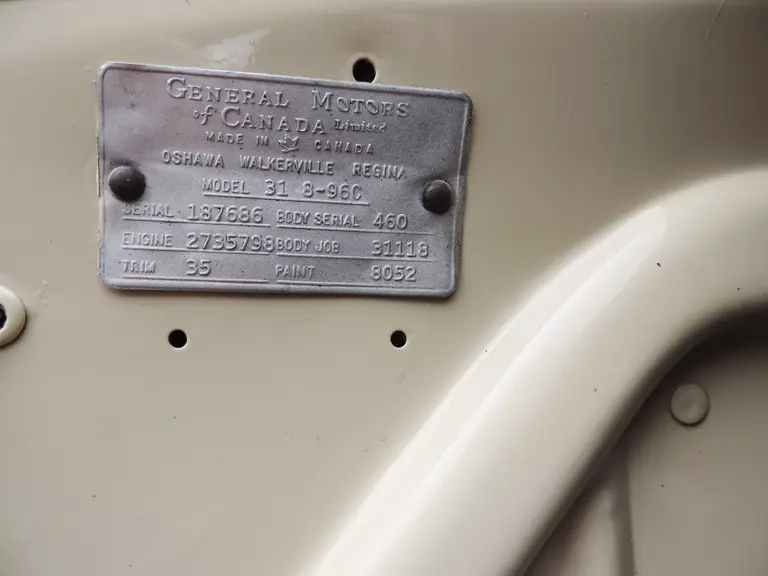 GENERAL MOTORS
of CANADA Limited
MADE IN CANADA
OSHAWA WALKERVILLE REGINA
MODEL 31 8-96C
SERIAL 187686 BODY SERIAL 460
ENGINE 2735798 BODY JOB 31118
TRIM 35 PAINT 8052